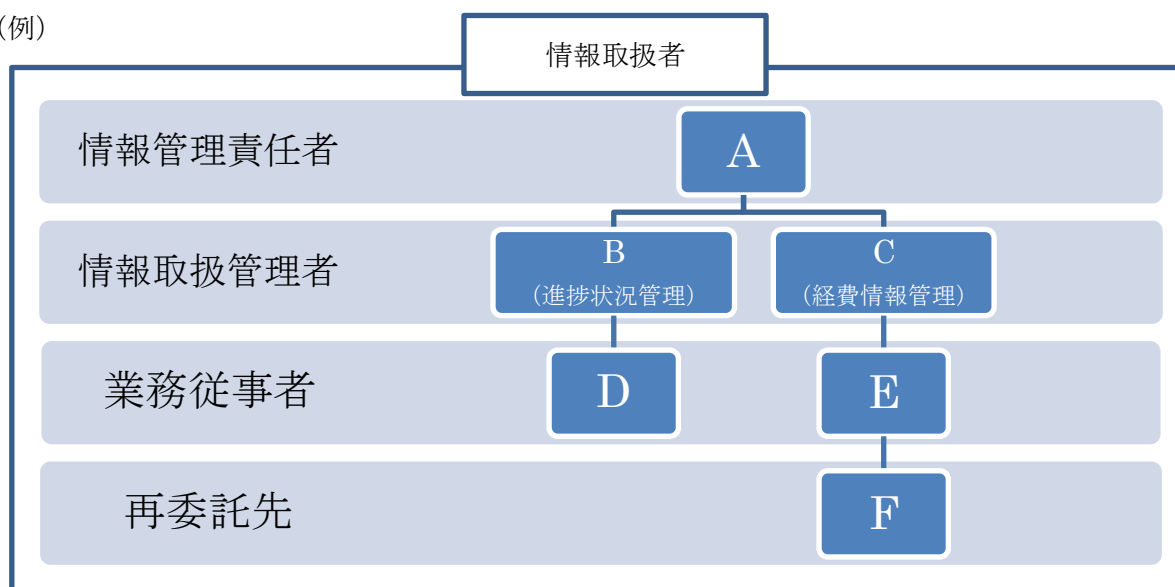 （例）
情報取扱者
情報管理責任者
A
情報取扱管理者
B
（進捗状況管理）
C
（経費情報管理）
業務従事者
D
E
再委託先
F